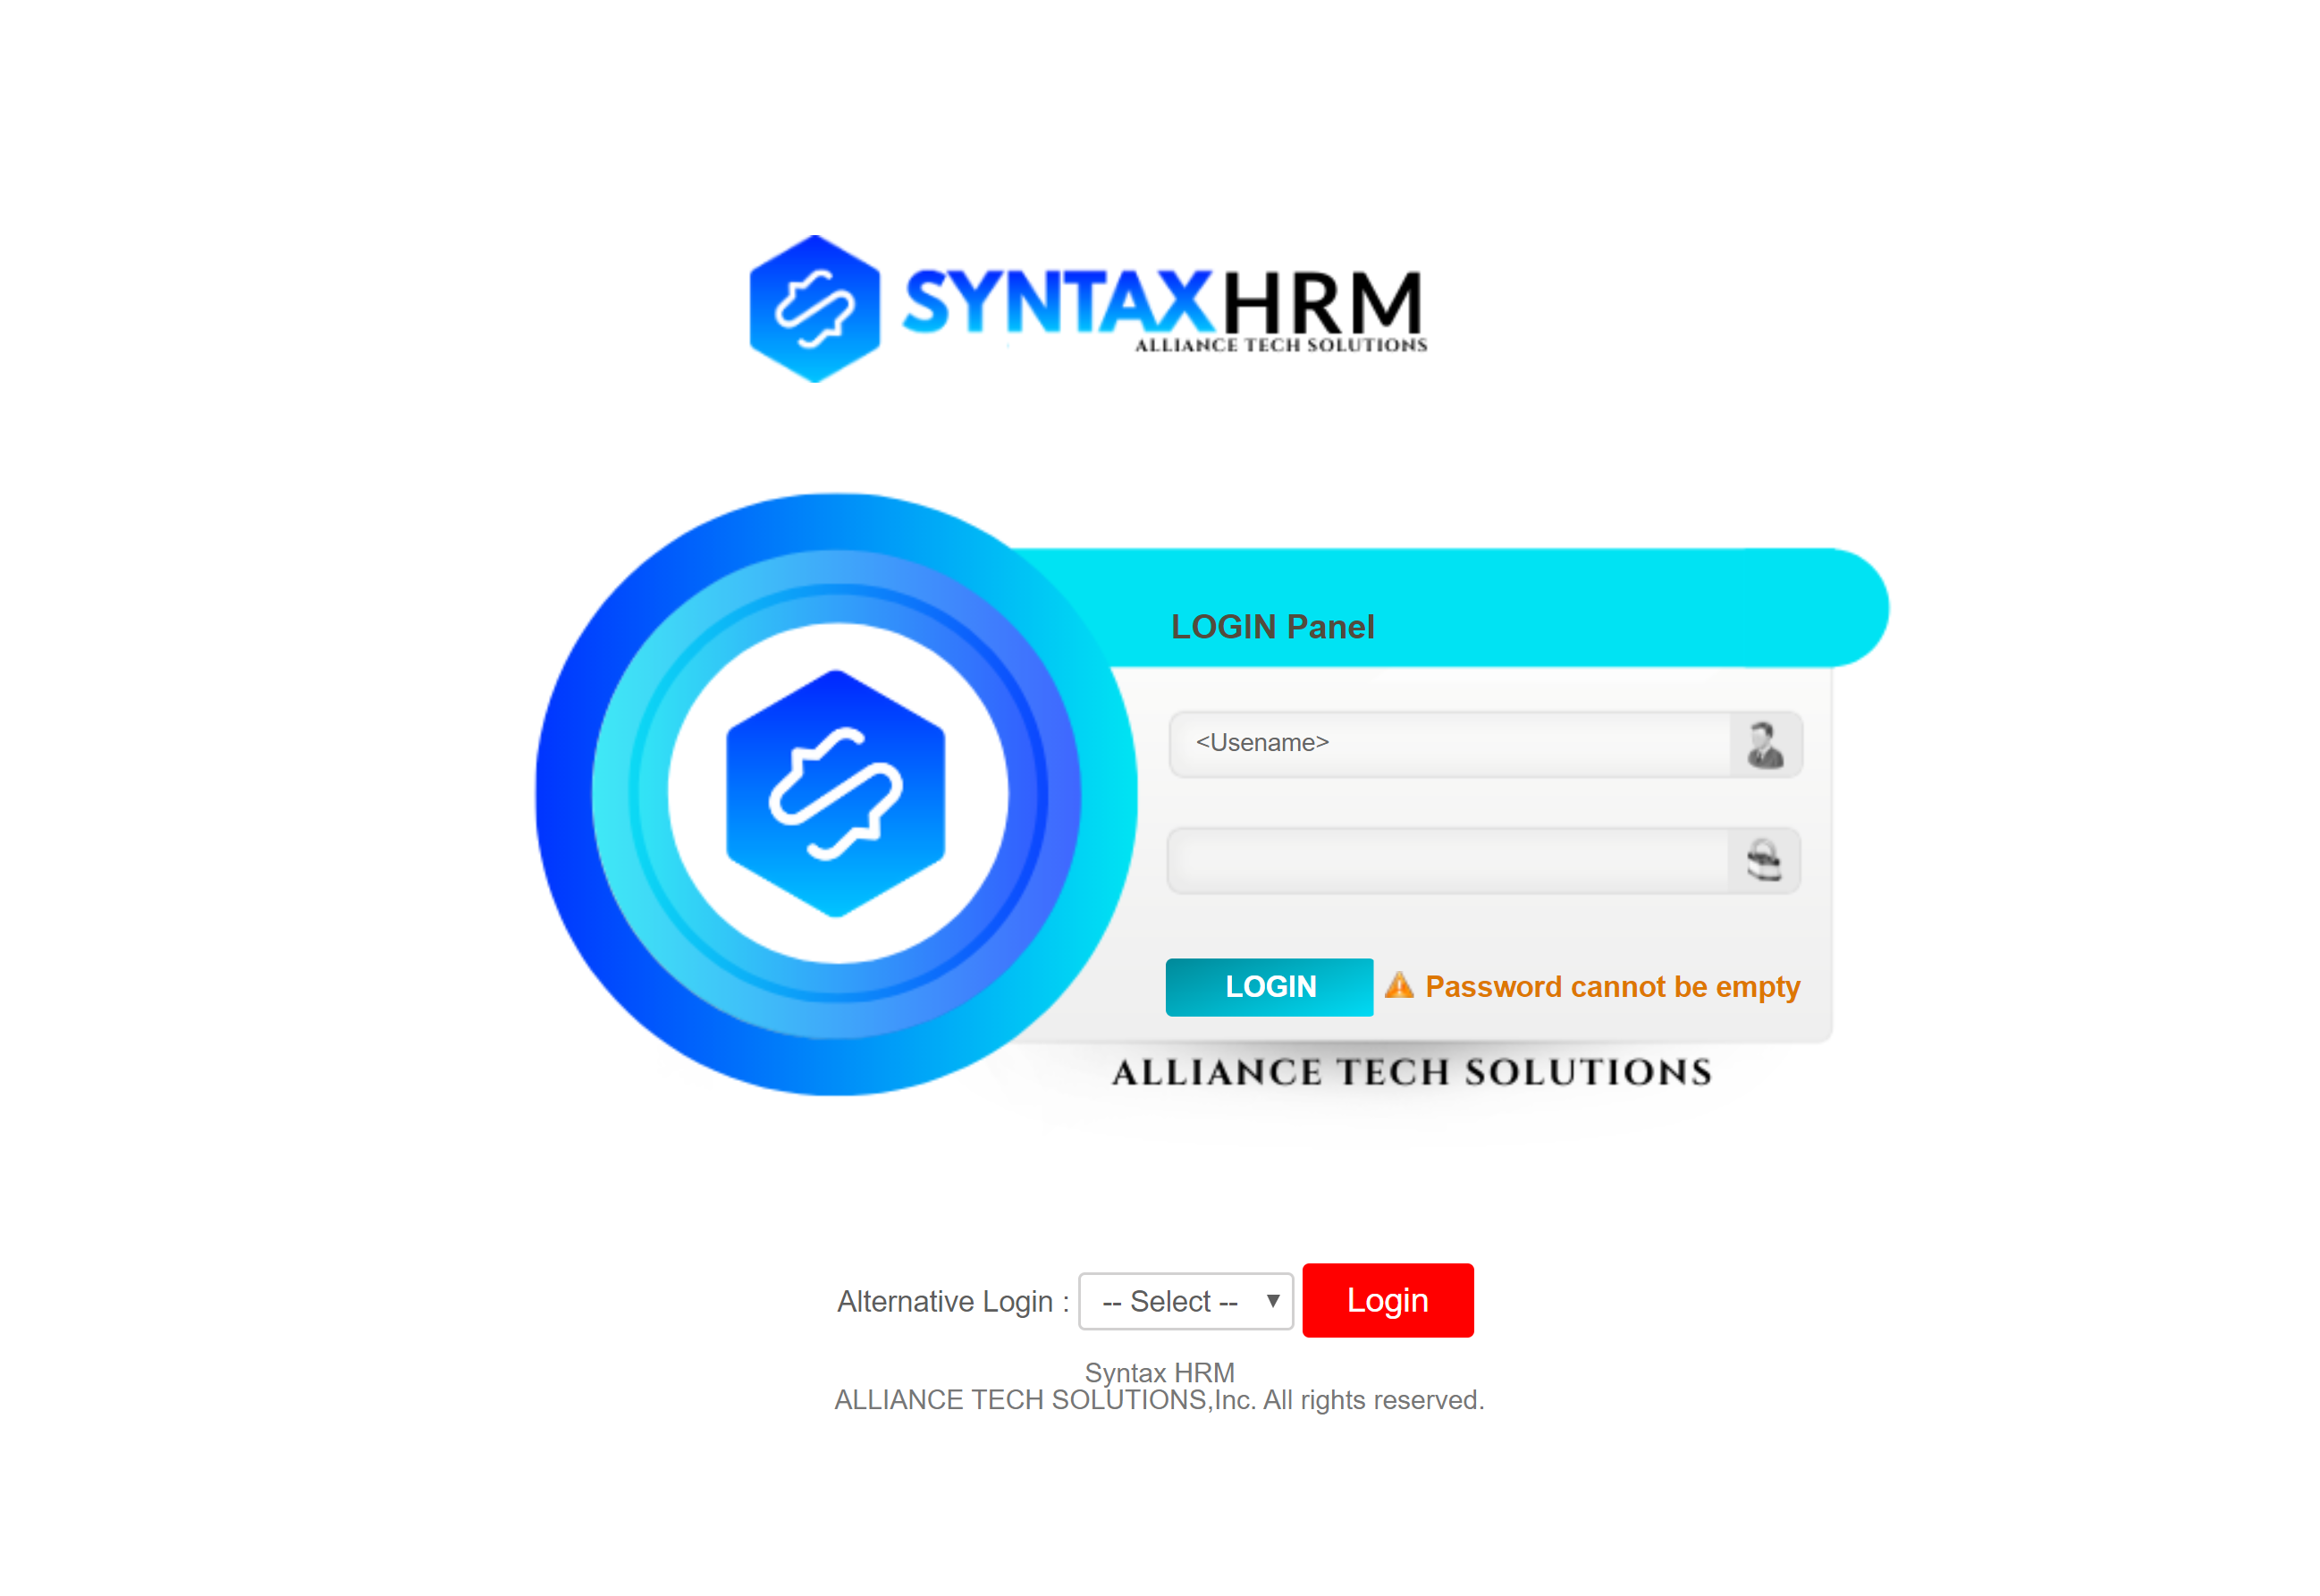 SYNTAXHRM
ALLIANCE TECH SOLUTIONS
LOGIN Panel
<Usename>
LOGIN Password cannot be empty
ALLIANCE TECH SOLUTIONS
Alternative Login : -- Select -- Login
Syntax HRM
ALLIANCE TECH SOLUTIONS,Inc. All rights reserved.